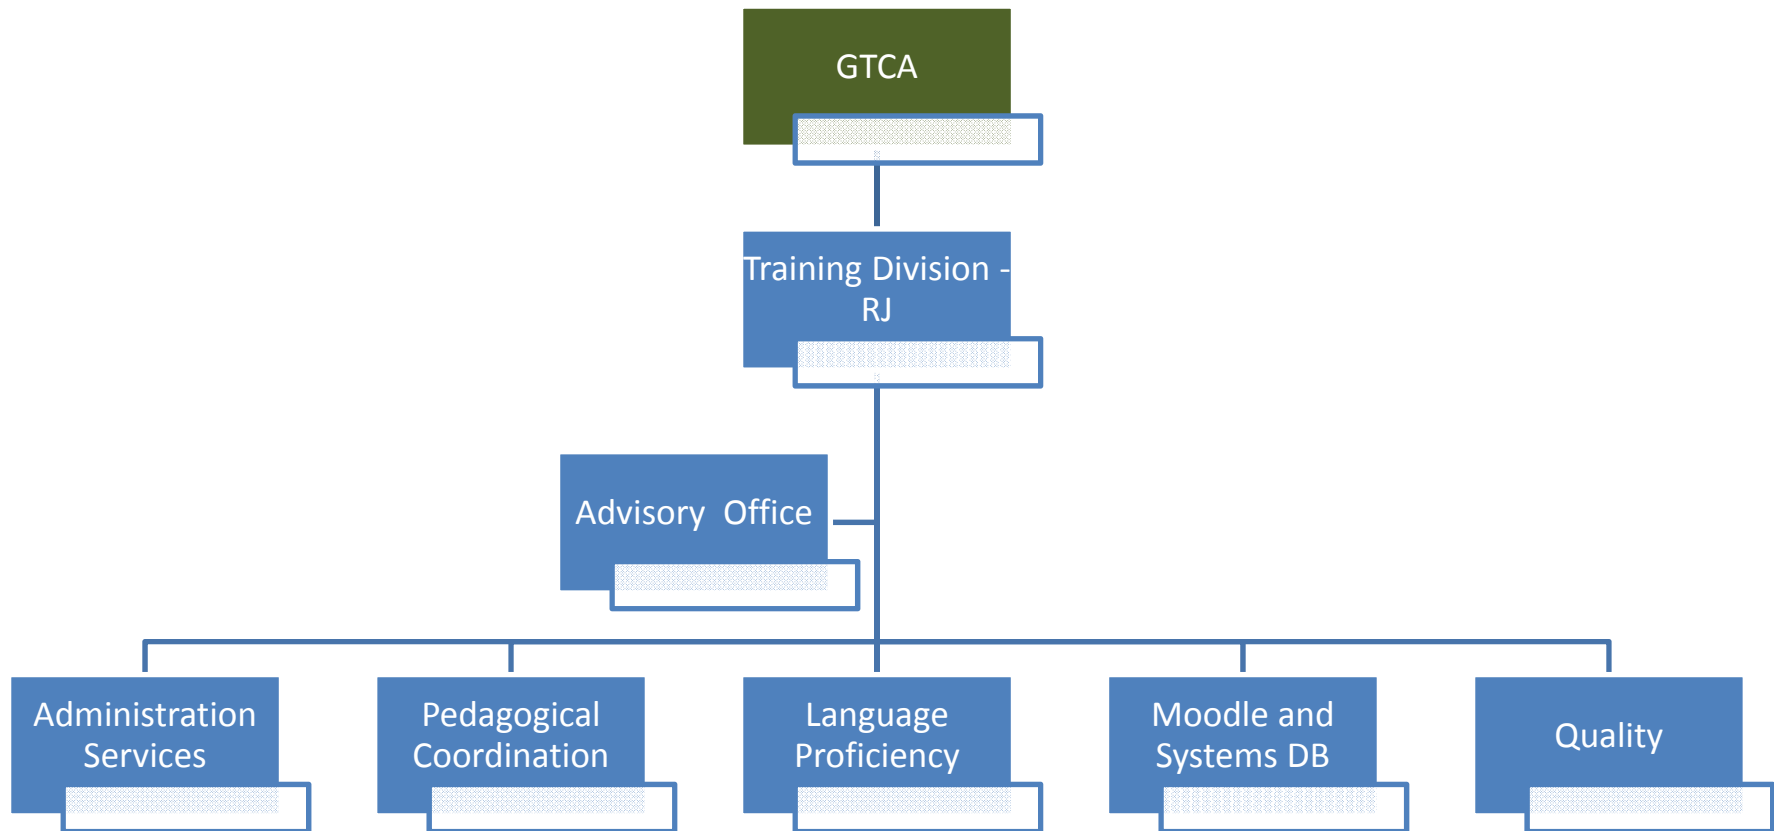 GTCA
Training Division -
RJ
Advisory  Office
Administration
Services
Pedagogical
Coordination
Language
Proficiency
Moodle and
Systems DB
Quality